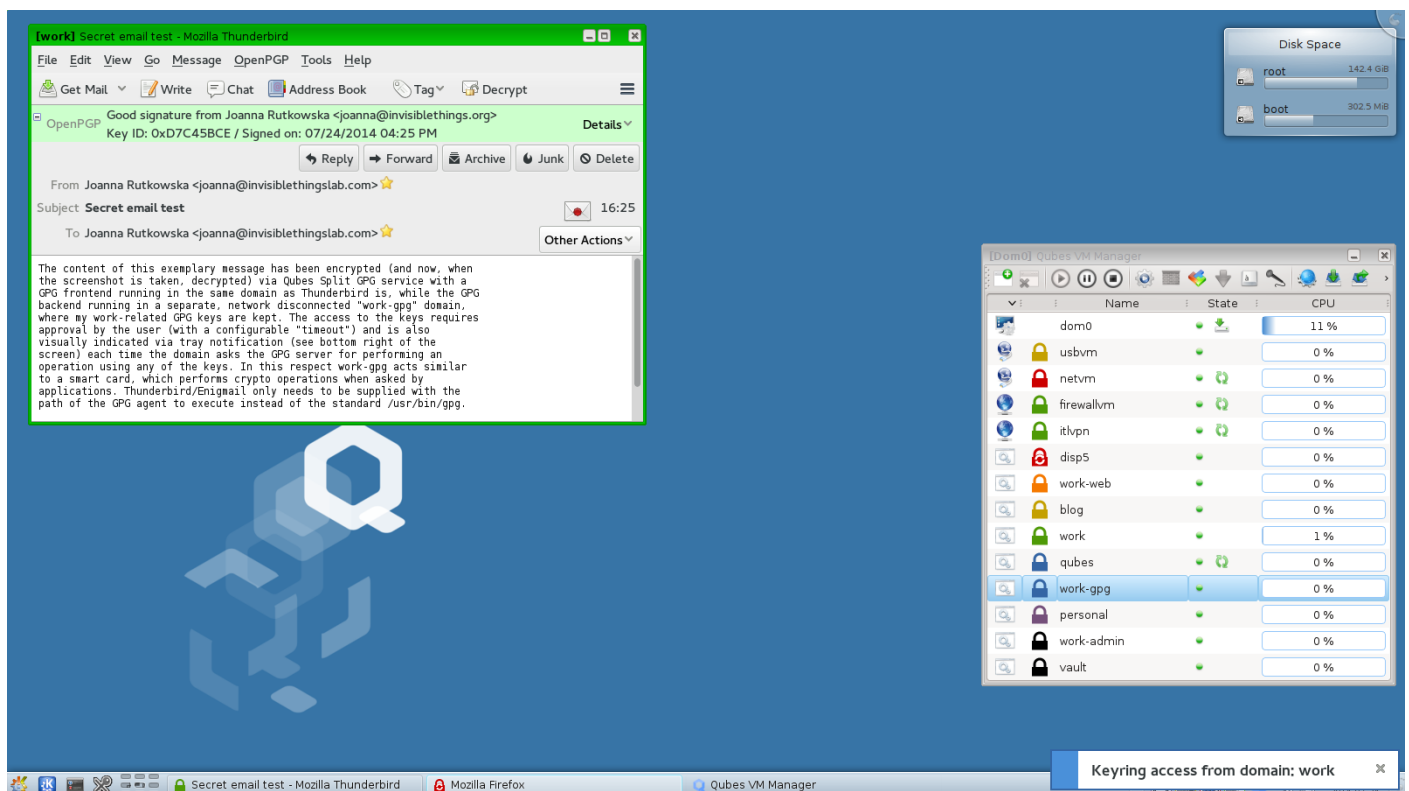 [work] Secret email test - Mozilla Thunderbird
File Edit View Go Message OpenPGP Tools Help
Get Mail Write Chat Address Book Tag Decrypt
OpenPGP Good signature from Joanna Rutkowska <joanna@invisiblethings.org>
Key ID: 0xD7C45BCE / Signed on: 07/24/2014 04:25 PM
Details
Reply Forward Archive Junk Delete
From Joanna Rutkowska <joanna@invisiblethingslab.com>
Subject Secret email test 16:25
To Joanna Rutkowska <joanna@invisiblethingslab.com>
Other Actions
The content of this exemplary message has been encrypted (and now, when
the screenshot is taken, decrypted) via Qubes Split GPG service with a
GPG frontend running in the same domain as Thunderbird is, while the GPG
backend running in a separate, network disconnected "work-gpg" domain,
where my work-related GPG keys are kept. The access to the keys requires
approval by the user (with a configurable "timeout") and is also
visually indicated via tray notification (see bottom right of the
screen) each time the domain asks the GPG server for performing an
operation using any of the keys. In this respect work-gpg acts similar
to a smart card, which performs crypto operations when asked by
applications. Thunderbird/Enigmail only needs to be supplied with the
path of the GPG agent to execute instead of the standard /usr/bin/gpg.
Disk Space
root 142.4 GiB
boot 302.5 MiB
[Dom0] Qubes VM Manager
Name State CPU
dom0 11 %
usbvm 0 %
netvm 0 %
firewallvm 0 %
itlvpn 0 %
disp5 0 %
work-web 0 %
blog 0 %
work 1 %
qubes 0 %
work-gpg 0 %
personal 0 %
work-admin 0 %
vault 0 %
Keyring access from domain: work
Secret email test - Mozilla Thunderbird
Mozilla Firefox
Qubes VM Manager